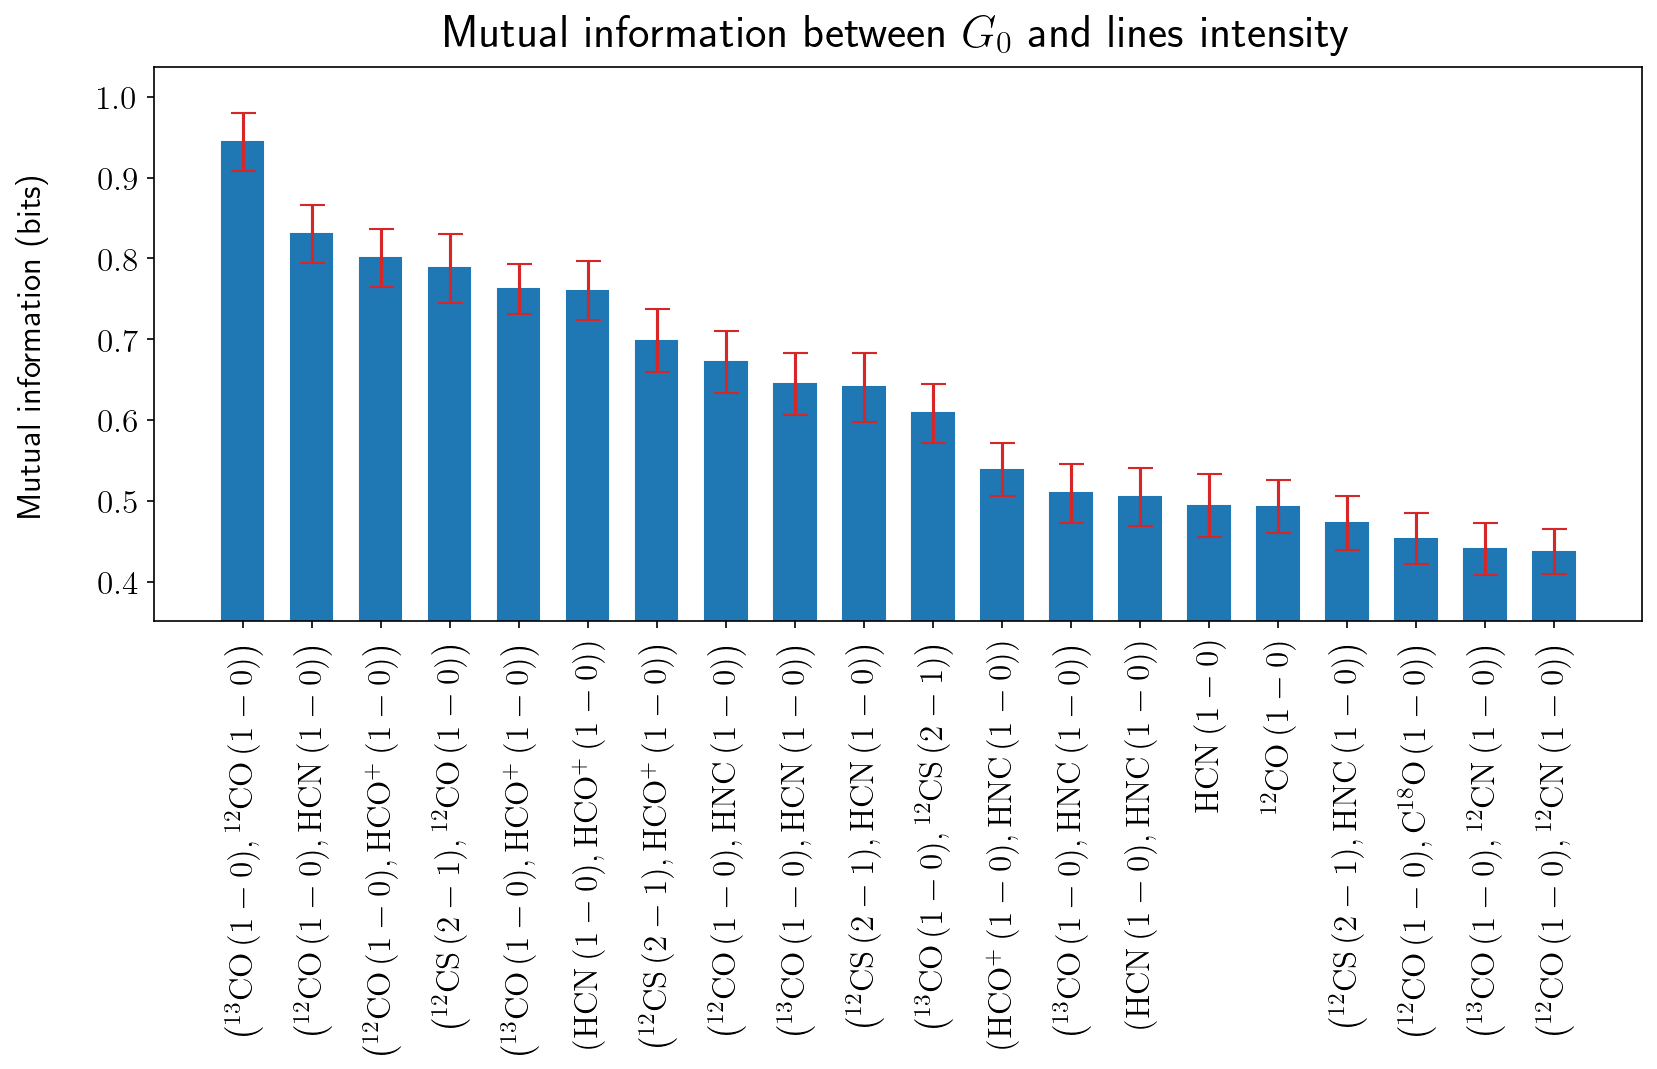 Mutual information between G₀ and lines intensity
Mutual information (bits)
1.0
0.9
0.8
0.7
0.6
0.5
0.4
(¹³CO (1 − 0), ¹²CO (1 − 0))
(¹²CO (1 − 0), HCN (1 − 0))
(¹²CO (1 − 0), HCO⁺ (1 − 0))
(¹²CS (2 − 1), ¹²CO (1 − 0))
(¹³CO (1 − 0), HCO⁺ (1 − 0))
(HCN (1 − 0), HCO⁺ (1 − 0))
(¹²CS (2 − 1), HCO⁺ (1 − 0))
(¹²CO (1 − 0), HNC (1 − 0))
(¹³CO (1 − 0), HCN (1 − 0))
(¹²CS (2 − 1), HCN (1 − 0))
(¹³CO (1 − 0), ¹²CS (2 − 1))
(HCO⁺ (1 − 0), HNC (1 − 0))
(¹³CO (1 − 0), HNC (1 − 0))
(HCN (1 − 0), HNC (1 − 0))
HCN (1 − 0)
¹²CO (1 − 0)
(¹²CS (2 − 1), HNC (1 − 0))
(¹²CO (1 − 0), C¹⁸O (1 − 0))
(¹³CO (1 − 0), ¹²CN (1 − 0))
(¹²CO (1 − 0), ¹²CN (1 − 0))